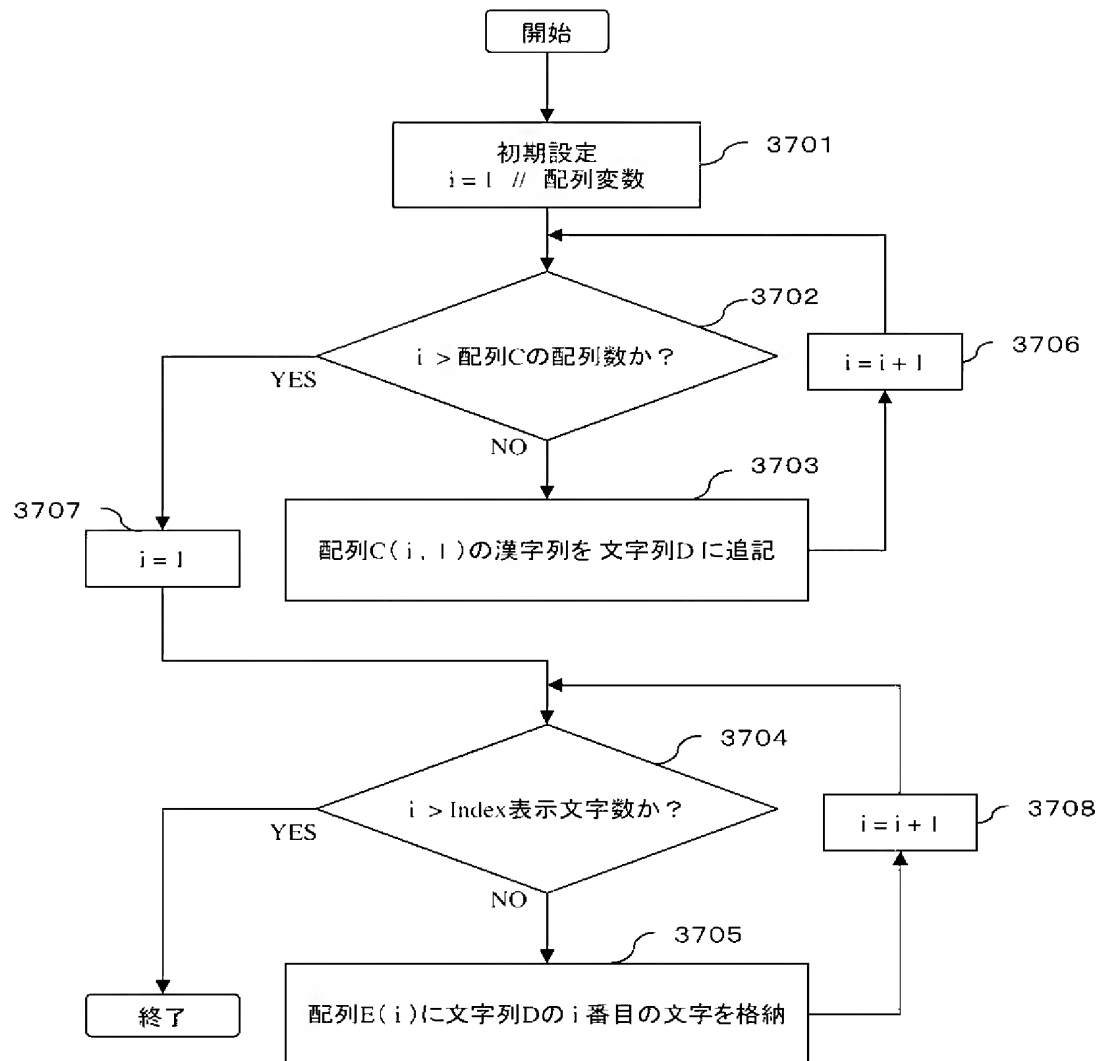 開始
初期設定
i = 1 // 配列変数
3701
i > 配列Cの配列数か？
3702
YES
NO
i = i + 1
3706
配列C(i, 1)の漢字列を 文字列D に追記
3703
3707
i = 1
i > Index表示文字数か？
3704
YES
NO
i = i + 1
3708
配列E(i)に文字列Dのi番目の文字を格納
3705
終了